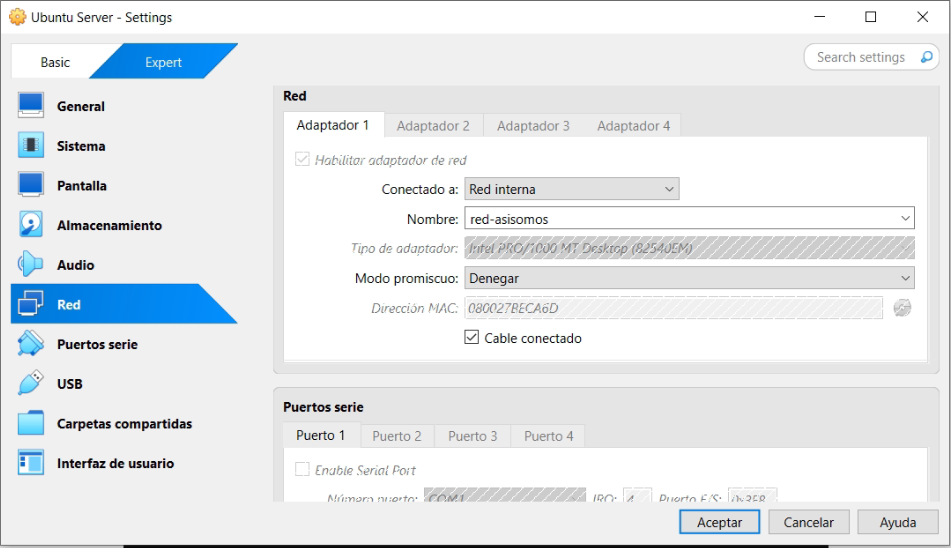 Ubuntu Server - Settings
Basic
Expert
Search settings
General
Sistema
Pantalla
Almacenamiento
Audio
Red
Puertos serie
USB
Carpetas compartidas
Interfaz de usuario
Red
Adaptador 1
Adaptador 2
Adaptador 3
Adaptador 4
Habilitar adaptador de red
Conectado a: Red interna
Nombre: red-asisomos
Tipo de adaptador: Intel PRO/1000 MT Desktop (82540EM)
Modo promiscuo: Denegar
Dirección MAC: 080027BECA6D
Cable conectado
Puertos serie
Puerto 1
Puerto 2
Puerto 3
Puerto 4
Enable Serial Port
Número puerto: COM1 IRQ: 4 Puerto E/S: 0x3F8
Aceptar
Cancelar
Ayuda